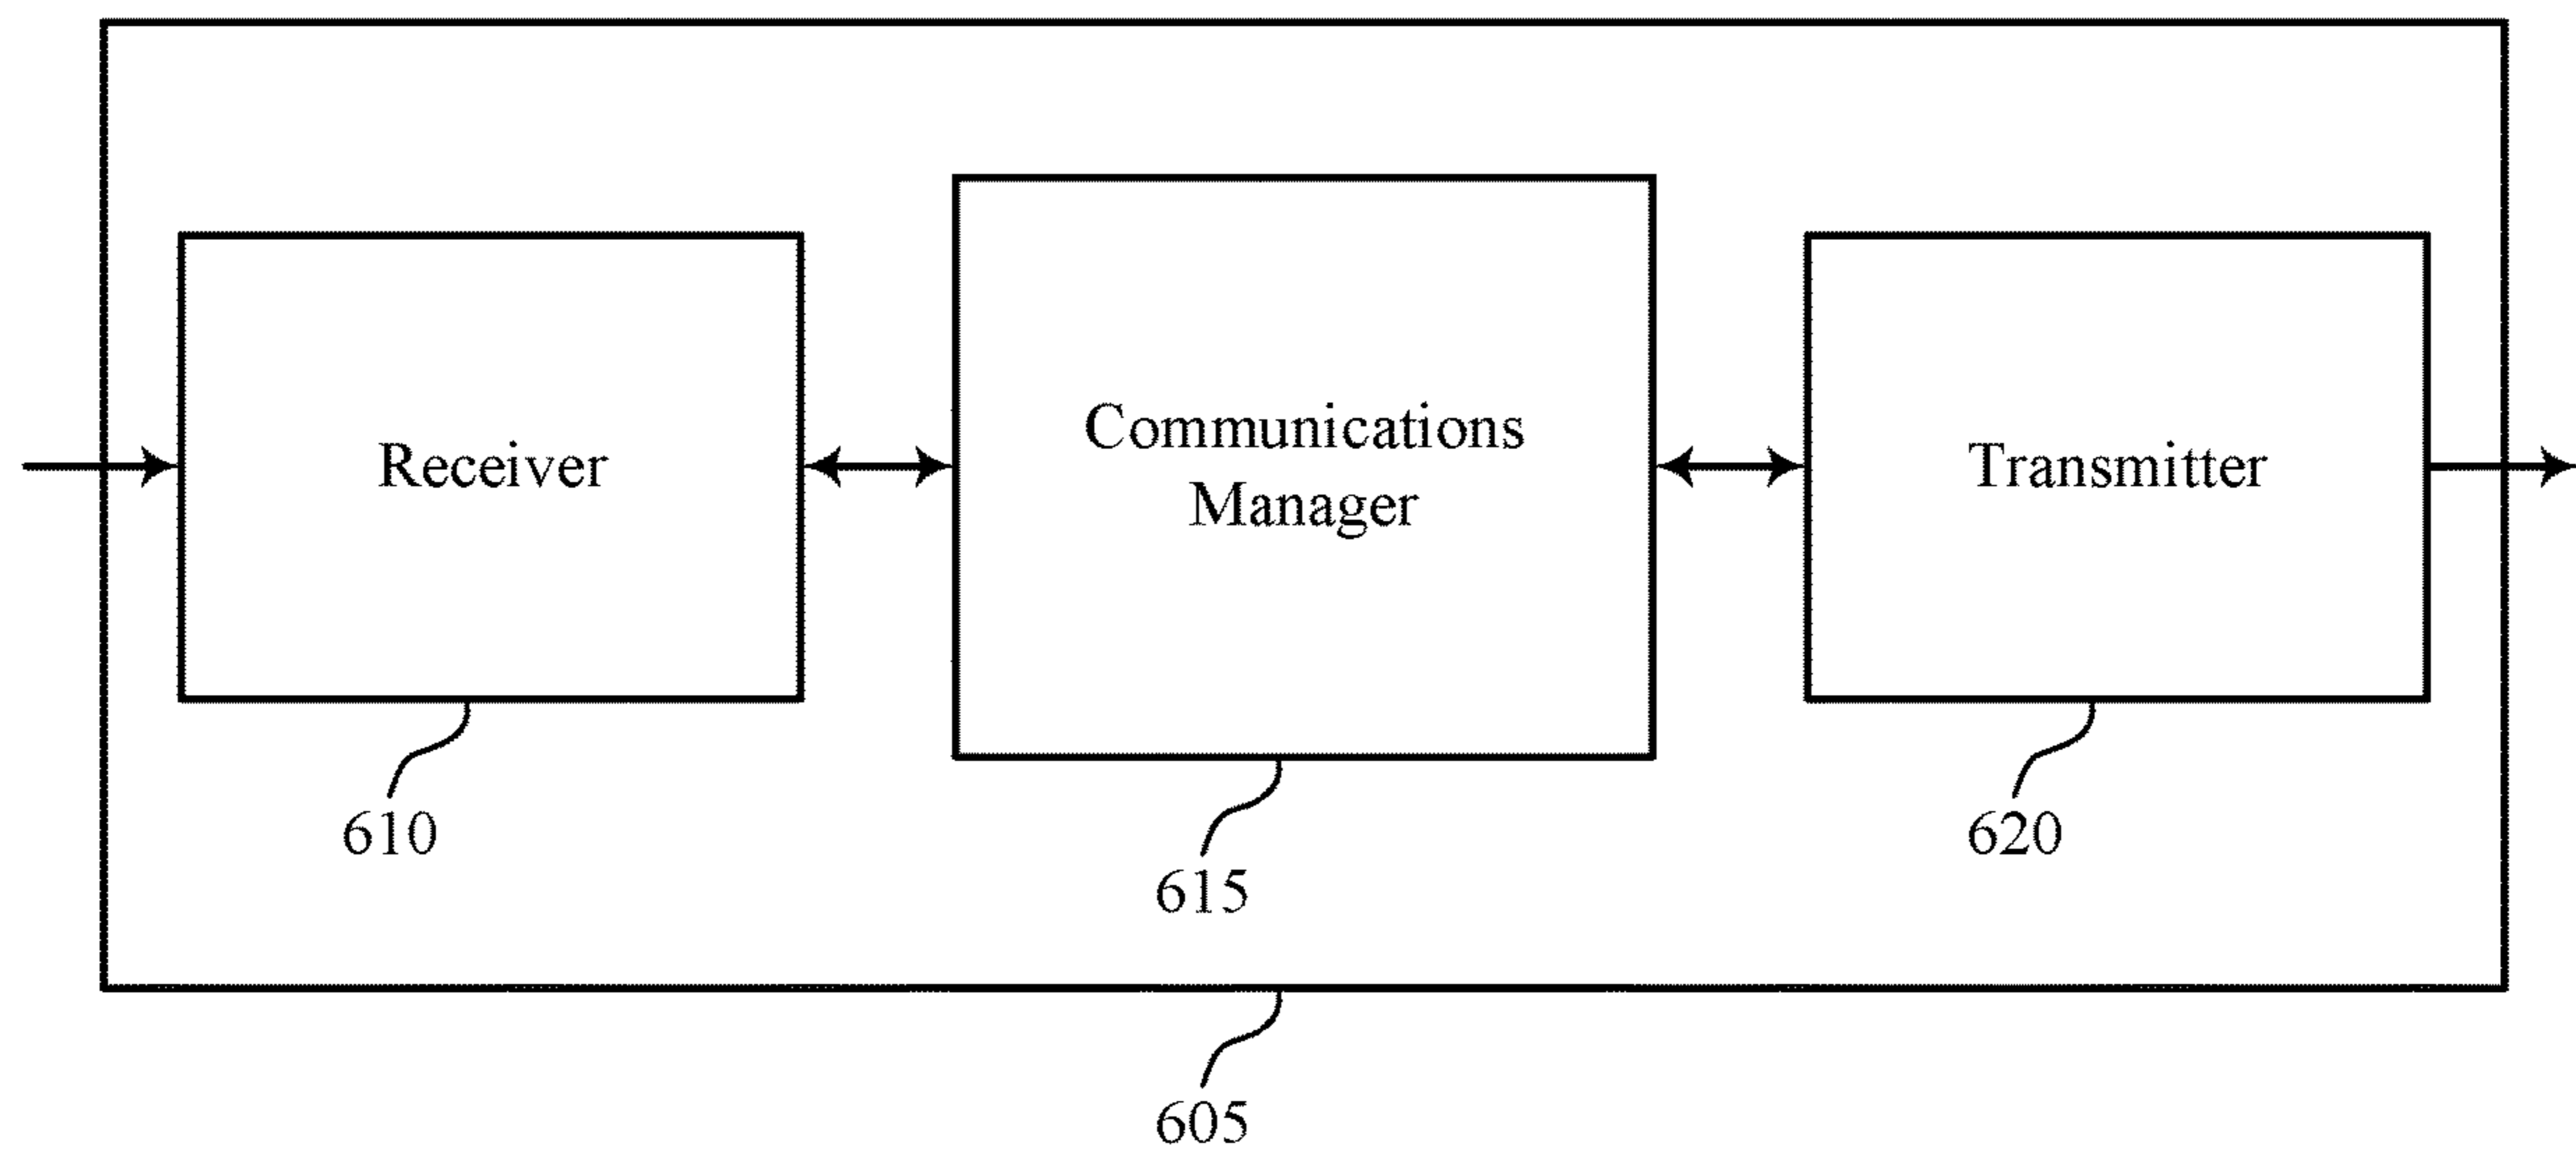 Receiver
Communications
Manager
Transmitter
610
615
620
605